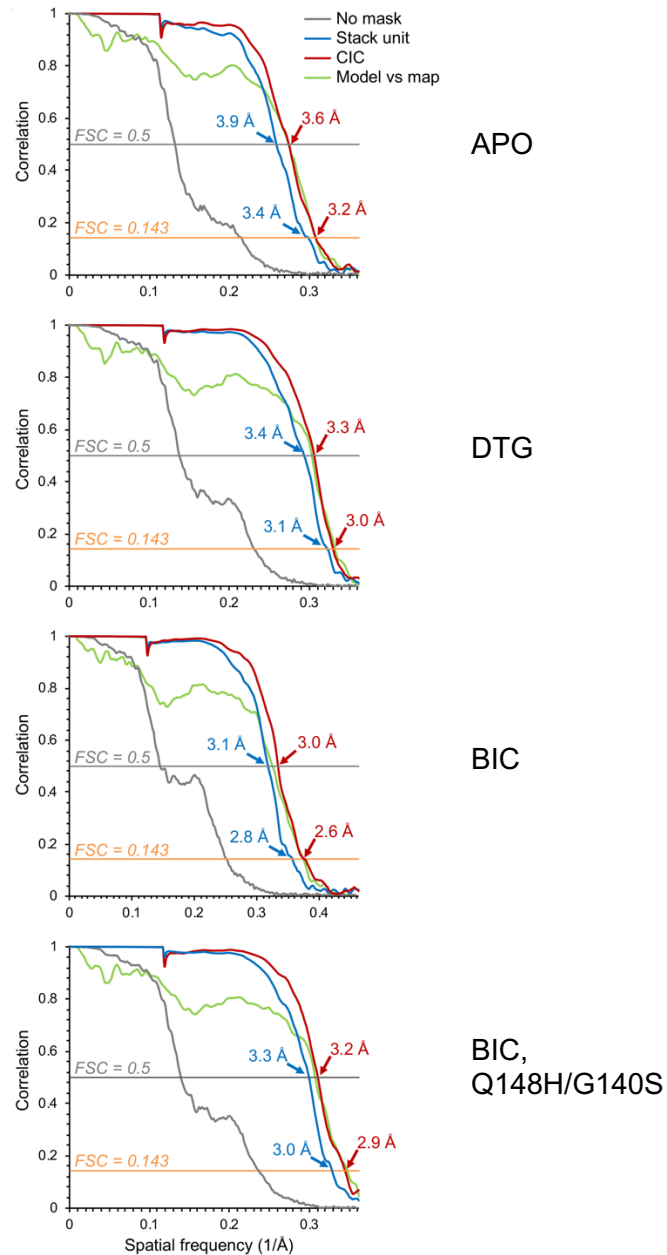 No mask
Stack unit
CIC
Model vs map
1
0.8
0.6
0.4
0.2
0
Correlation
FSC = 0.5
FSC = 0.143
3.9 Å
3.6 Å
3.4 Å
3.2 Å
0
0.1
0.2
0.3
APO
1
0.8
0.6
0.4
0.2
0
Correlation
FSC = 0.5
FSC = 0.143
3.4 Å
3.3 Å
3.1 Å
3.0 Å
0
0.1
0.2
0.3
DTG
1
0.8
0.6
0.4
0.2
0
Correlation
FSC = 0.5
FSC = 0.143
3.1 Å
3.0 Å
2.8 Å
2.6 Å
0
0.1
0.2
0.3
0.4
BIC
1
0.8
0.6
0.4
0.2
0
Correlation
FSC = 0.5
FSC = 0.143
3.3 Å
3.2 Å
3.0 Å
2.9 Å
0
0.1
0.2
0.3
Spatial frequency (1/Å)
BIC,
Q148H/G140S